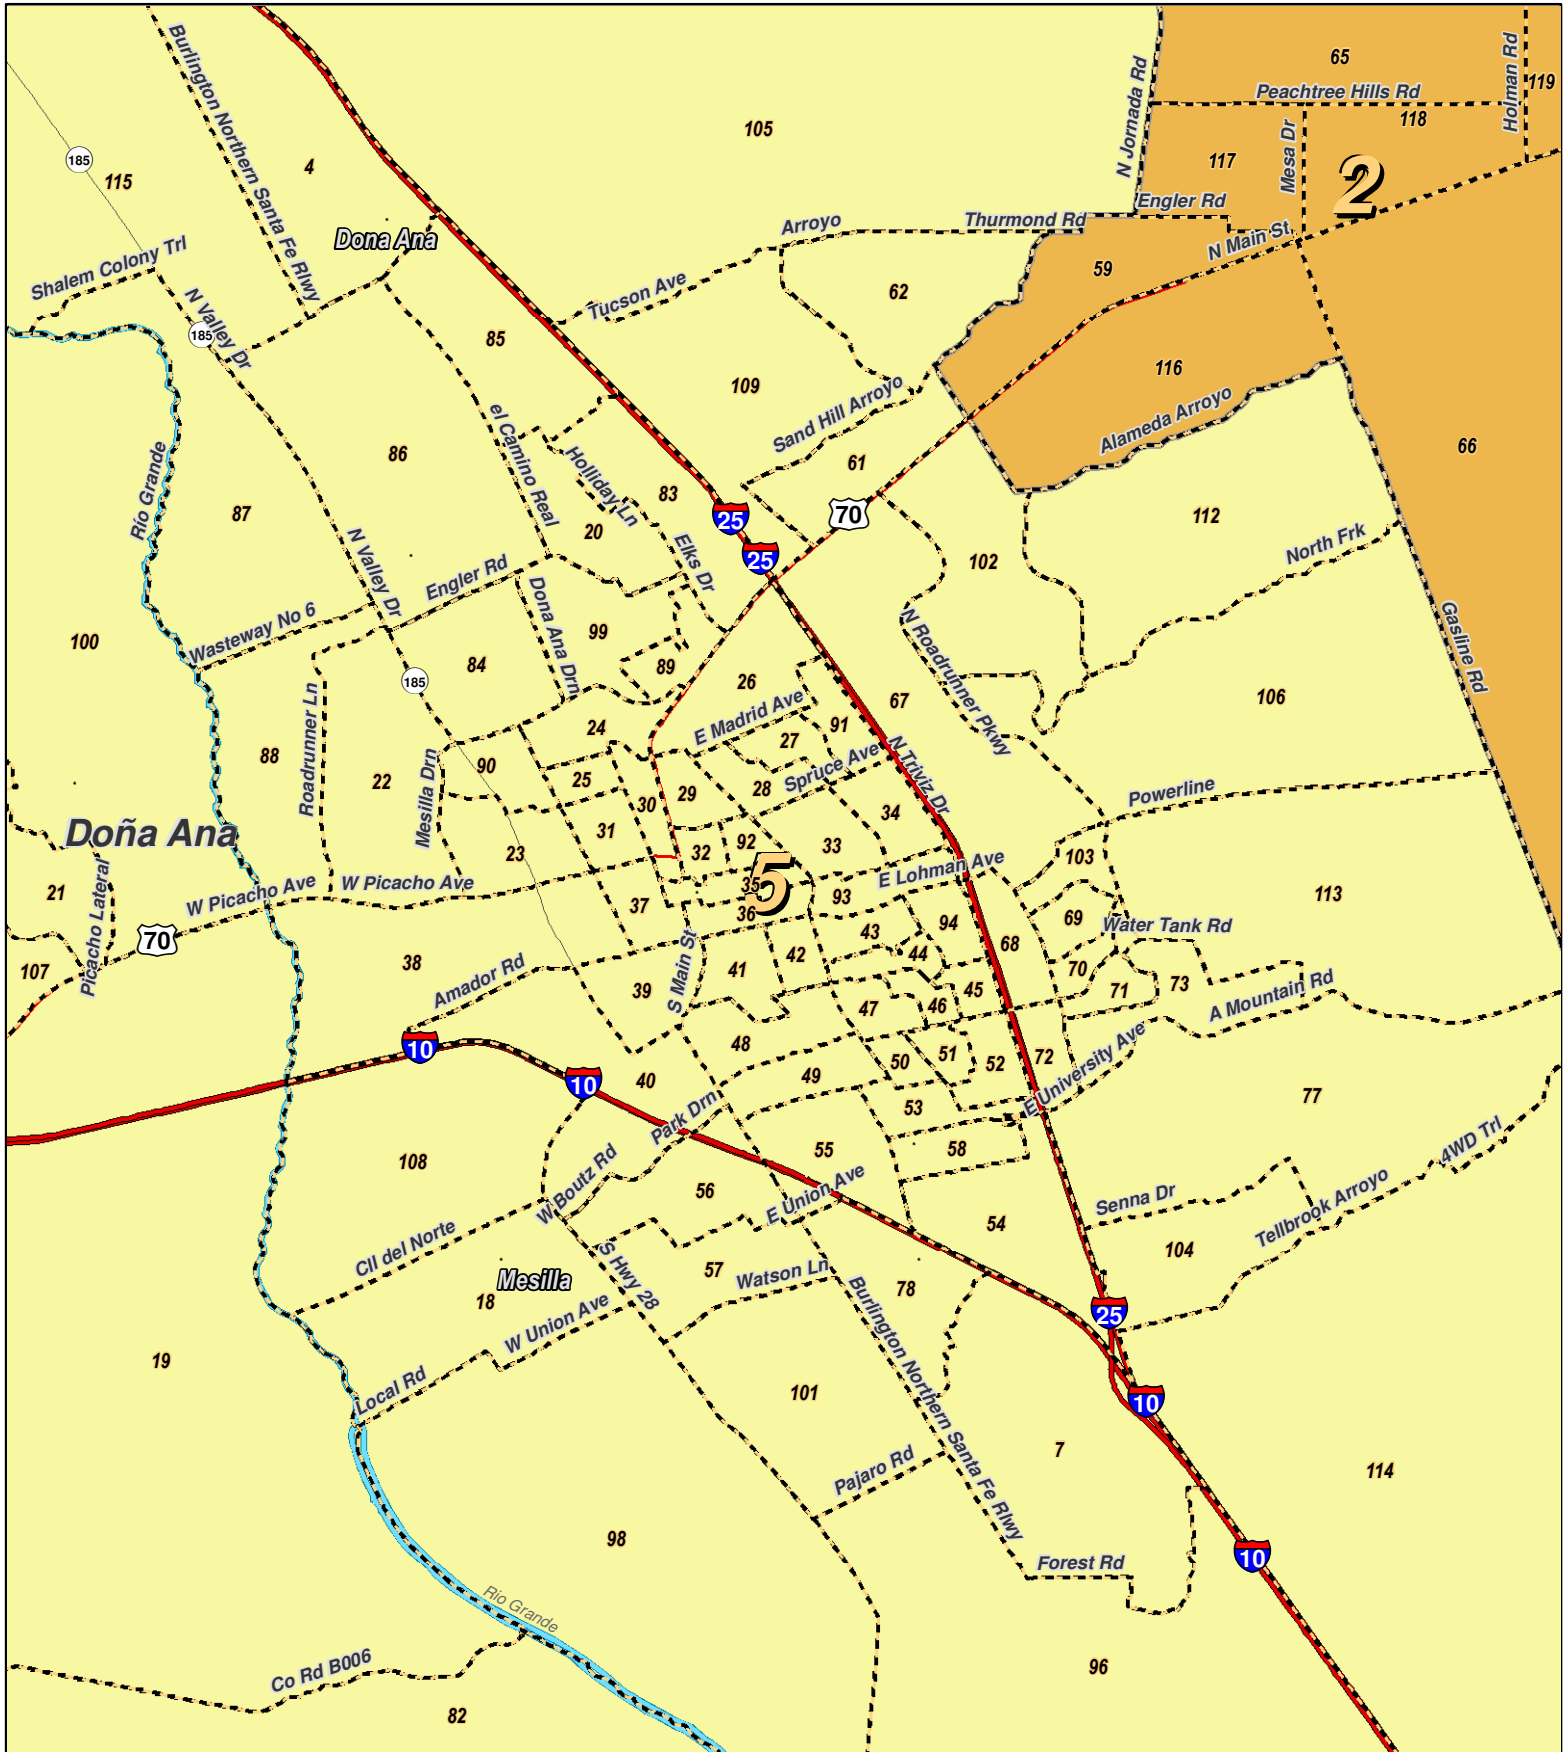 65
Holman Rd
119
Peachtree Hills Rd
118
105
N Jornada Rd
117
Mesa Dr
2
Burlington Northern Santa Fe Rlwy
4
185
115
Engler Rd
Dona Ana
Arroyo
Thurmond Rd
N Main St
Shalem Colony Trl
59
N Valley Dr
185
Tucson Ave
62
85
116
109
Sand Hill Arroyo
Alameda Arroyo
el Camino Real
86
61
66
Rio Grande
87
Holliday Ln
83
20
25
70
112
North Frk
N Valley Dr
Elks Dr
25
102
Engler Rd
Dona Ana Drn
Wasteway No 6
100
99
N Roadrunner Pkwy
Gasline Rd
84
89
185
26
67
106
Roadrunner Ln
E Madrid Ave
24
91
27
N Triviz Dr
88
22
Mesilla Drn
90
25
28
Spruce Ave
29
30
34
Powerline
Doña Ana
31
32
92
33
23
103
5
E Lohman Ave
35
W Picacho Ave
W Picacho Ave
21
Picacho Lateral
37
36
93
113
69
Water Tank Rd
70
43
94
68
107
38
Amador Rd
S Main St
41
42
44
70
39
45
71
73
A Mountain Rd
47
46
10
48
E University Ave
10
40
49
50
51
52
72
77
Park Drn
53
108
55
58
4WD Trl
W Boutz Rd
56
E Union Ave
Senna Dr
Tellbrook Arroyo
54
Cll del Norte
104
S Hwy 28
57
Watson Ln
Mesilla
78
18
W Union Ave
Burlington Northern Santa Fe Rlwy
25
19
Local Rd
101
10
7
Pajaro Rd
114
98
Forest Rd
10
Rio Grande
Co Rd B006
96
82